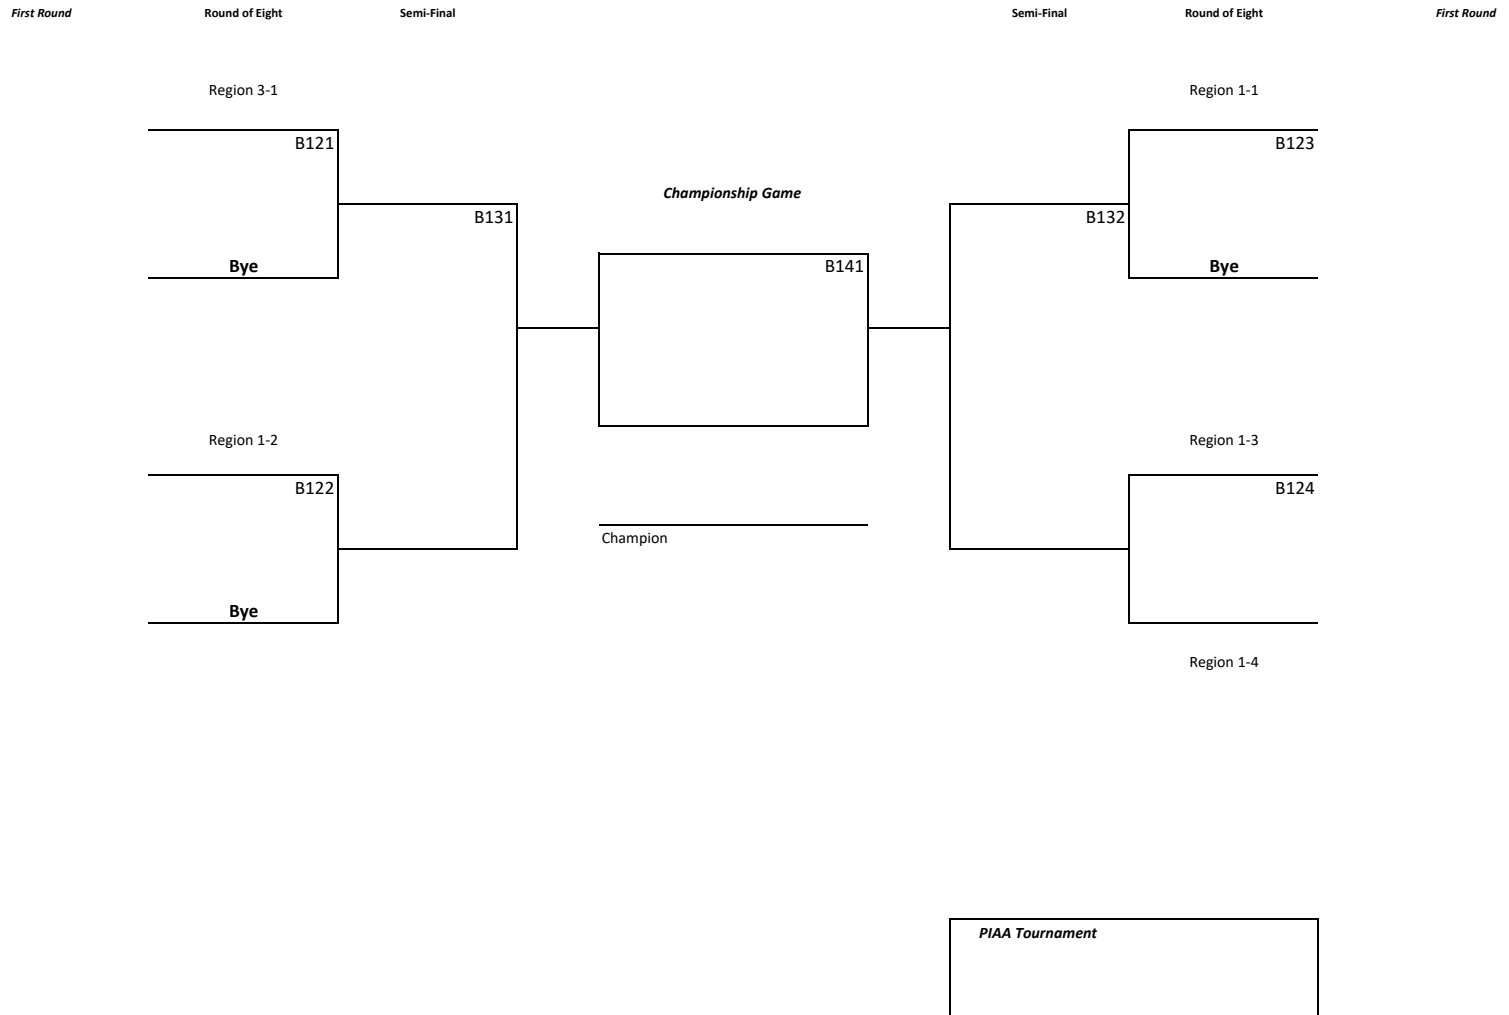 First Round Round of Eight Semi-Final Semi-Final Round of Eight First Round
Region 3-1 Region 1-1
B121 B123
Championship Game
B131 B132
Bye B141 Bye
Region 1-2 Region 1-3
B122 B124
Champion
Bye
Region 1-4
PIAA Tournament